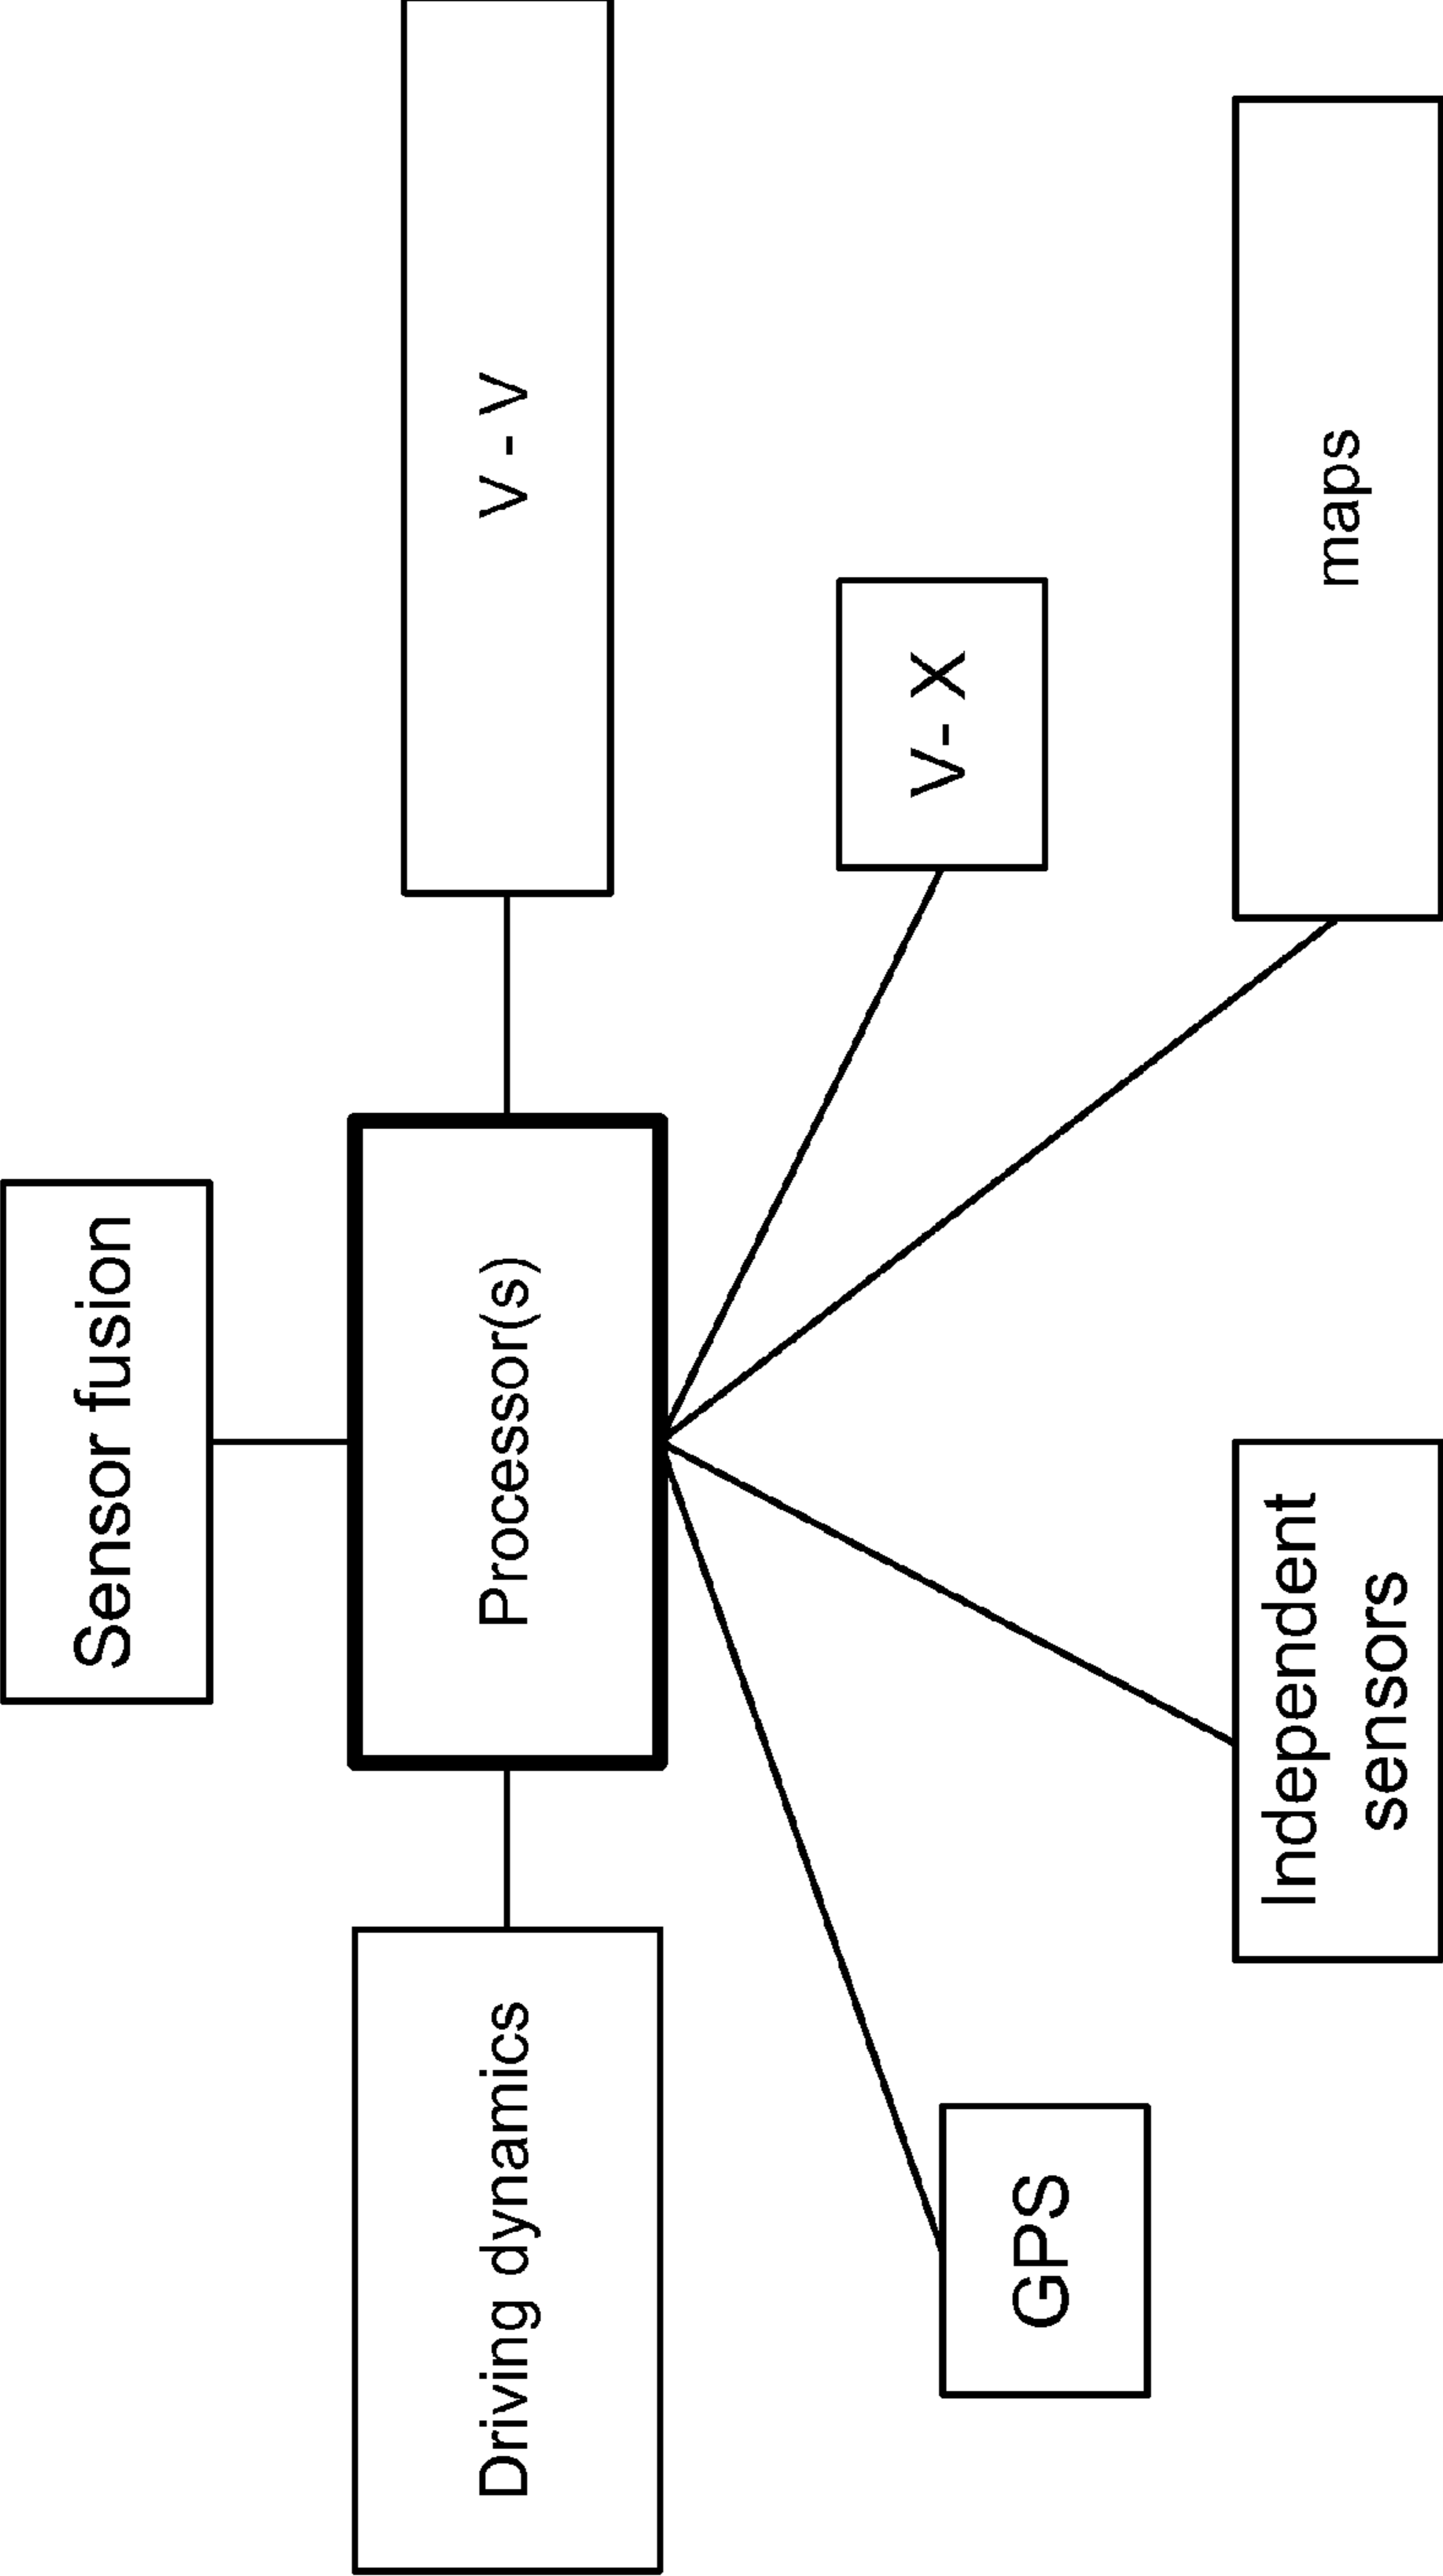 Sensor fusion
Driving dynamics
Processor(s)
V - V
V- X
GPS
Independent
sensors
maps